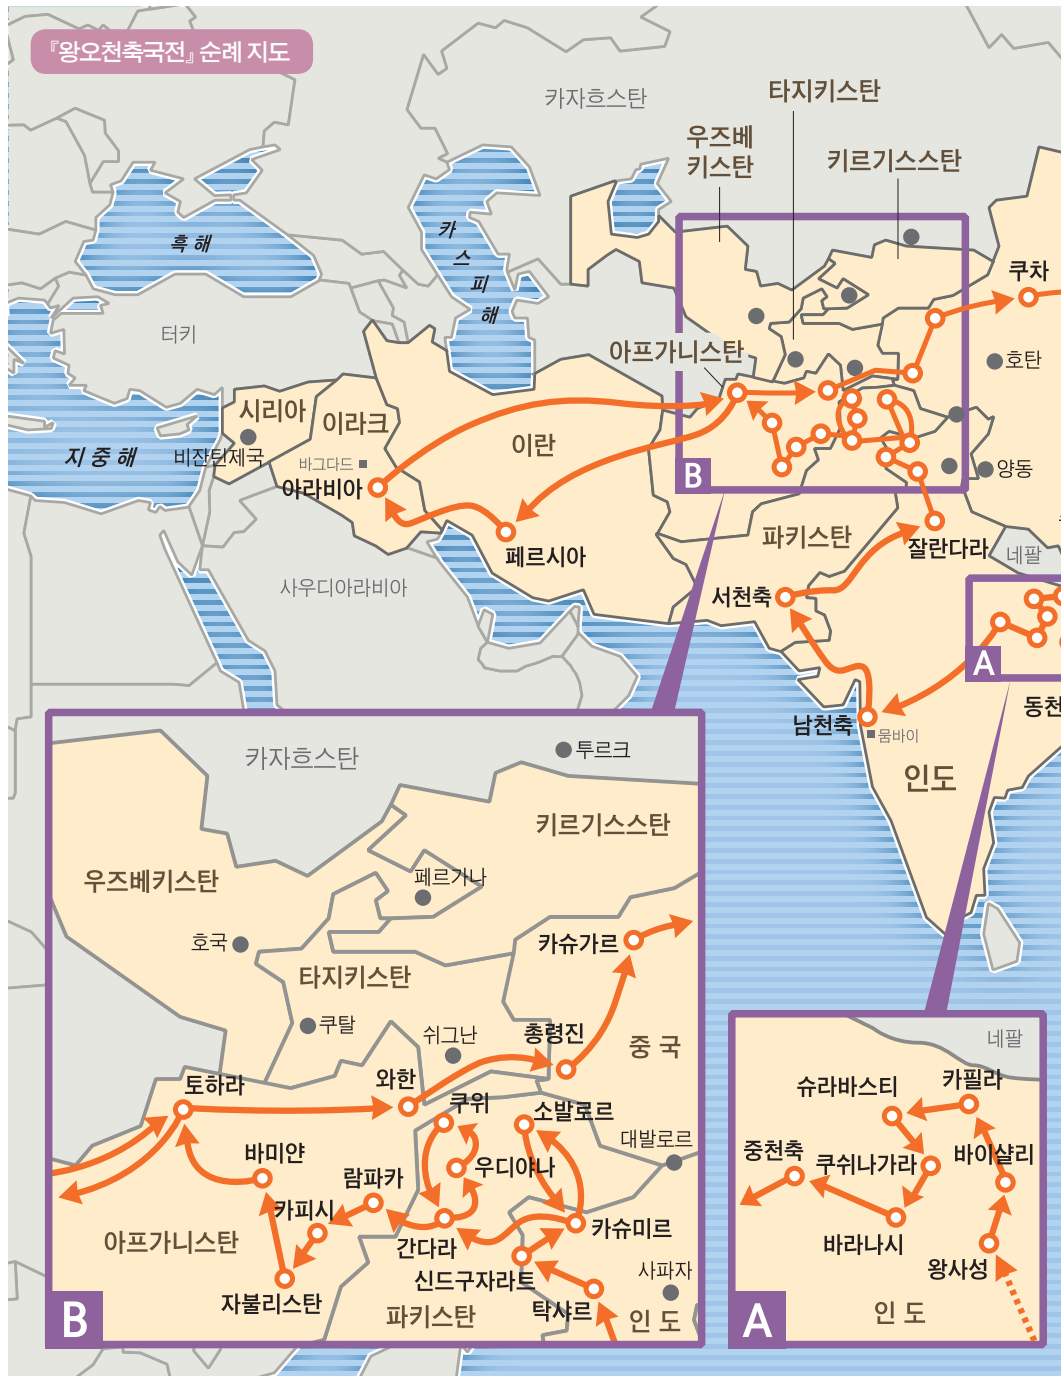 『왕오천축국전』 순례 지도
카자흐스탄
타지키스탄
우즈베
키스탄
키르기스스탄
흑 해
카
스
피
해
쿠차
터키
아프가니스탄
호탄
시리아
이라크
이란
지 중 해
비잔틴제국
바그다드
아라비아
B
양동
페르시아
파키스탄
잘란다라
네팔
사우디아라비아
서천축
A
남천축
뭄바이
동천
인도
카자흐스탄
투르크
키르기스스탄
우즈베키스탄
페르가나
호국
카슈가르
타지키스탄
쿠탈
쉬그난
총령진
중 국
토하라
와한
쿠위
소발로르
대발로르
바미얀
람파카
우디야나
카피시
아프가니스탄
간다라
카슈미르
신드구자라트
사파자
자불리스탄
파키스탄
탁샤르
인 도
B
네팔
슈라바스티
카필라
중천축
쿠쉬나가라
바이샬리
바라나시
왕사성
A
인 도